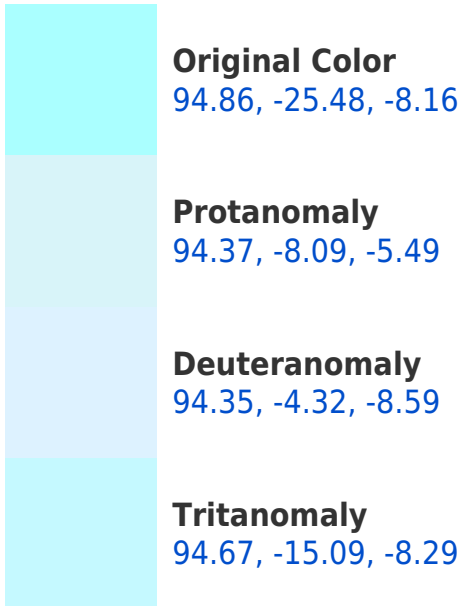 Original Color
94.86, -25.48, -8.16
Protanomaly
94.37, -8.09, -5.49
Deuteranomaly
94.35, -4.32, -8.59
Tritanomaly
94.67, -15.09, -8.29